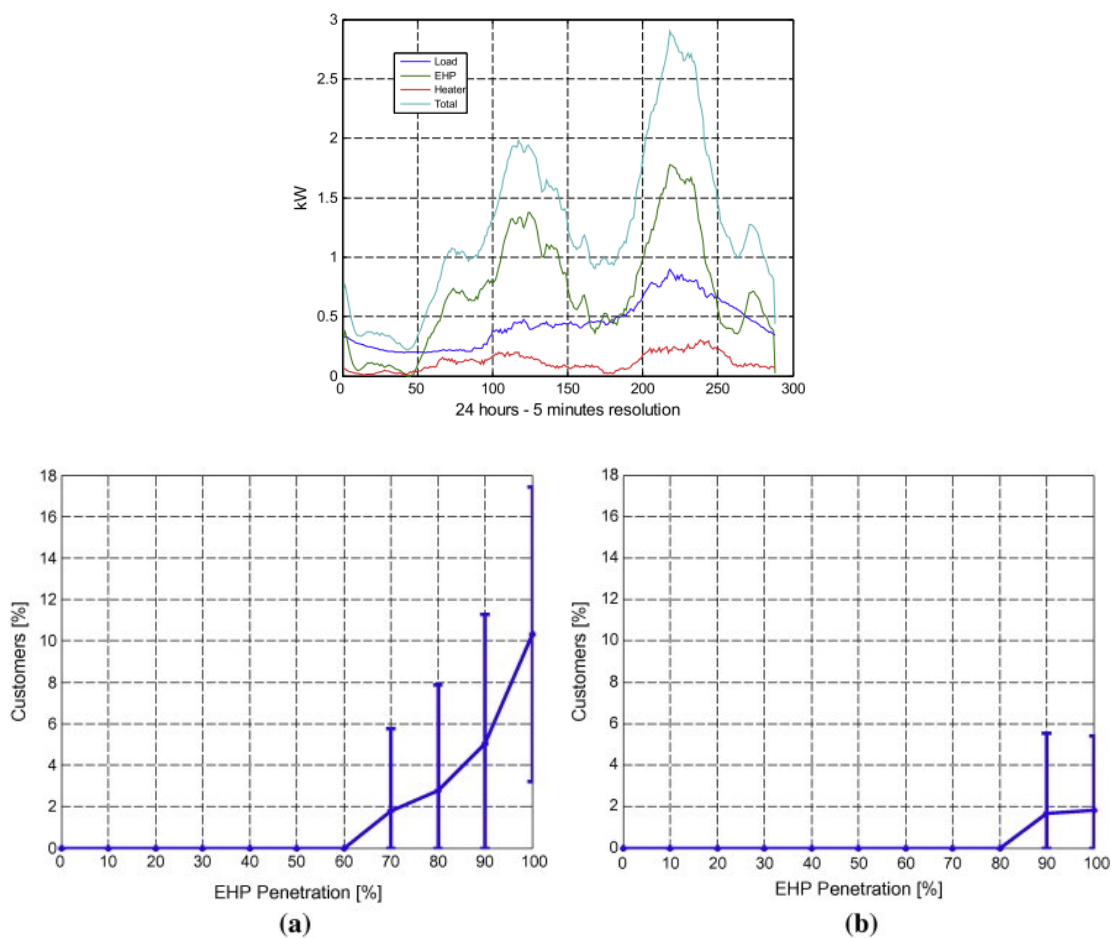 3
2.5
2
1.5
1
0.5
0
kW
Load
EHP
Heater
Total
0 50 100 150 200 250 300
24 hours - 5 minutes resolution
18
16
14
12
10
8
6
4
2
0
Customers [%]
0 10 20 30 40 50 60 70 80 90 100
EHP Penetration [%]
(a)
18
16
14
12
10
8
6
4
2
0
Customers [%]
0 10 20 30 40 50 60 70 80 90 100
EHP Penetration [%]
(b)